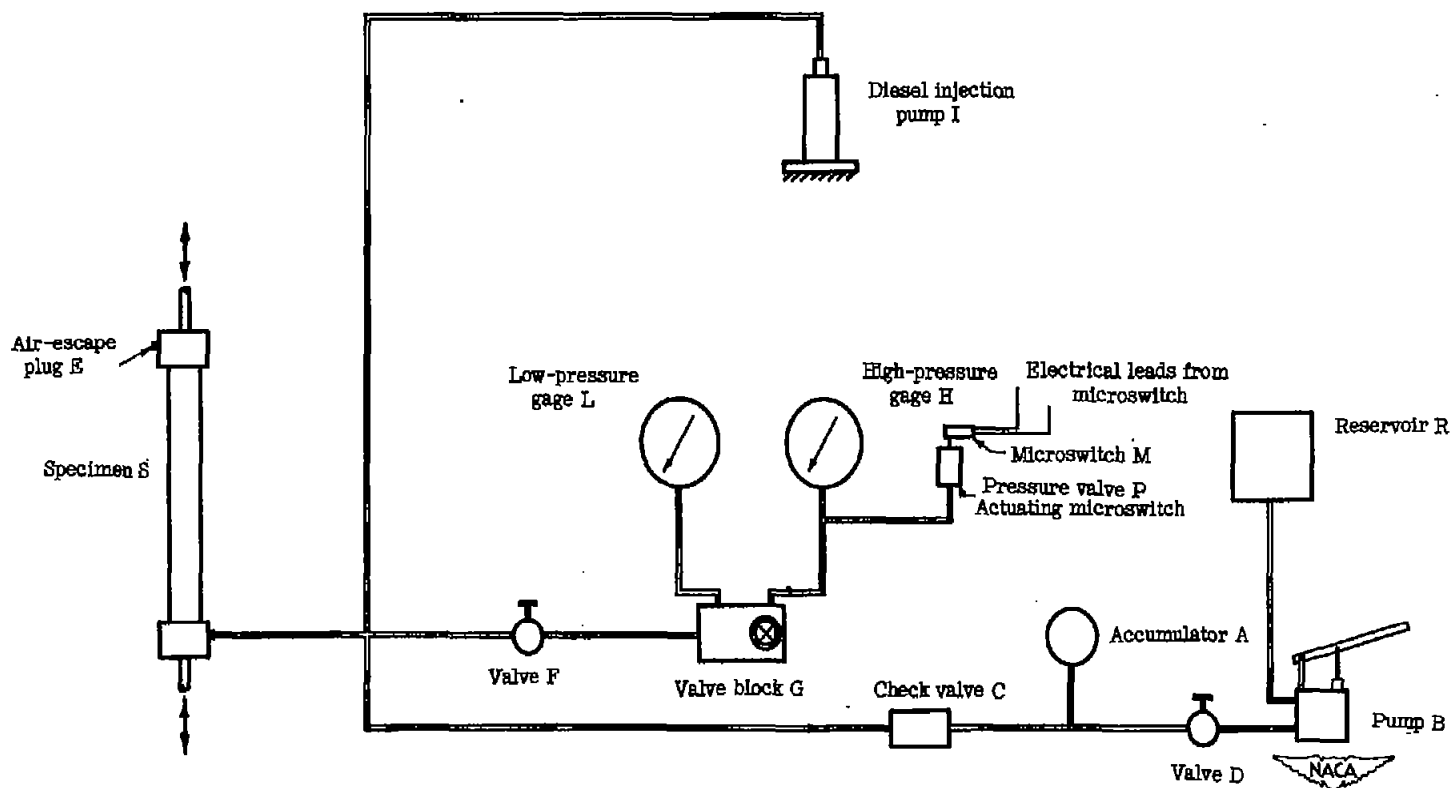 Diesel injection
pump I
Air-escape
plug E
Low-pressure
gage L
High-pressure
gage H
Electrical leads from
microswitch
Reservoir R
Specimen S
Microswitch M
Pressure valve P
Actuating microswitch
Accumulator A
Valve F
Valve block G
Check valve C
Pump B
Valve D
NACA